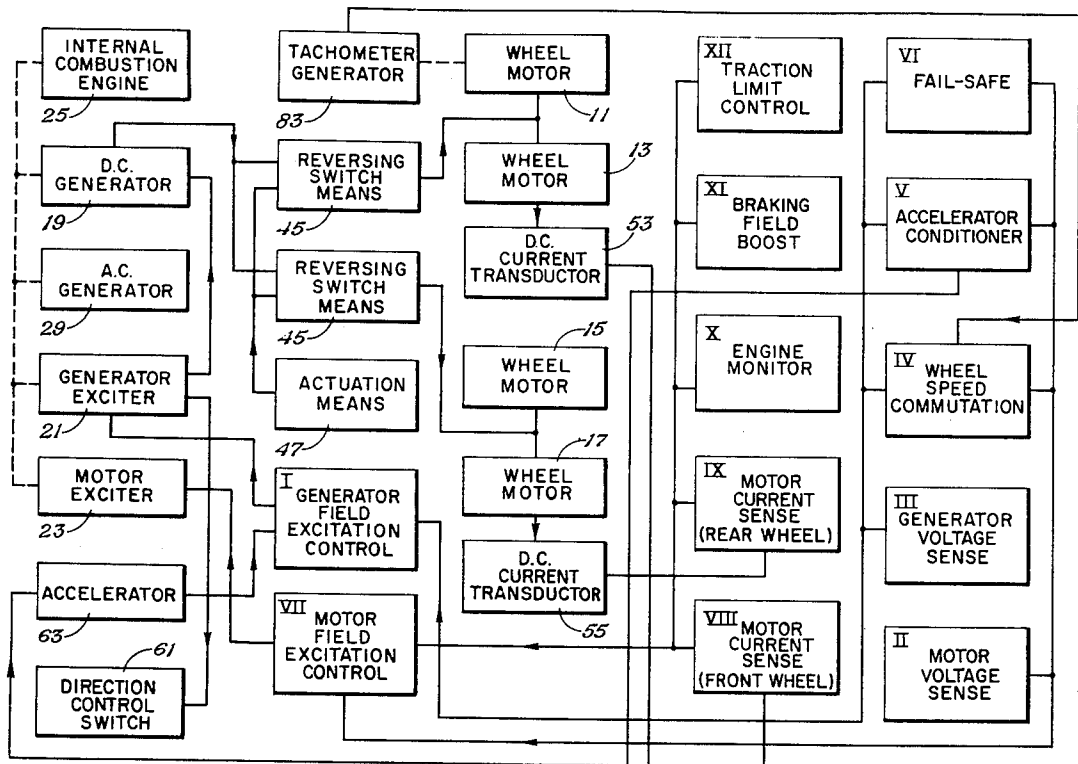 INTERNAL
COMBUSTION
ENGINE
25
D.C.
GENERATOR
19
A.C.
GENERATOR
29
GENERATOR
EXCITER
21
MOTOR
EXCITER
23
ACCELERATOR
63
61
DIRECTION
CONTROL
SWITCH
TACHOMETER
GENERATOR
83
REVERSING
SWITCH
MEANS
45
REVERSING
SWITCH
MEANS
45
ACTUATION
MEANS
47
I
GENERATOR
FIELD
EXCITATION
CONTROL
VII
MOTOR
FIELD
EXCITATION
CONTROL
WHEEL
MOTOR
11
WHEEL
MOTOR
13
D.C.
CURRENT
TRANSDUCTOR
53
15
WHEEL
MOTOR
17
WHEEL
MOTOR
D.C.
CURRENT
TRANSDUCTOR
55
XII
TRACTION
LIMIT
CONTROL
XI
BRAKING
FIELD
BOOST
X
ENGINE
MONITOR
IX
MOTOR
CURRENT
SENSE
(REAR WHEEL)
VIII
MOTOR
CURRENT
SENSE
(FRONT WHEEL)
VI
FAIL-SAFE
V
ACCELERATOR
CONDITIONER
IV
WHEEL
SPEED
COMMUTATION
III
GENERATOR
VOLTAGE
SENSE
II
MOTOR
VOLTAGE
SENSE